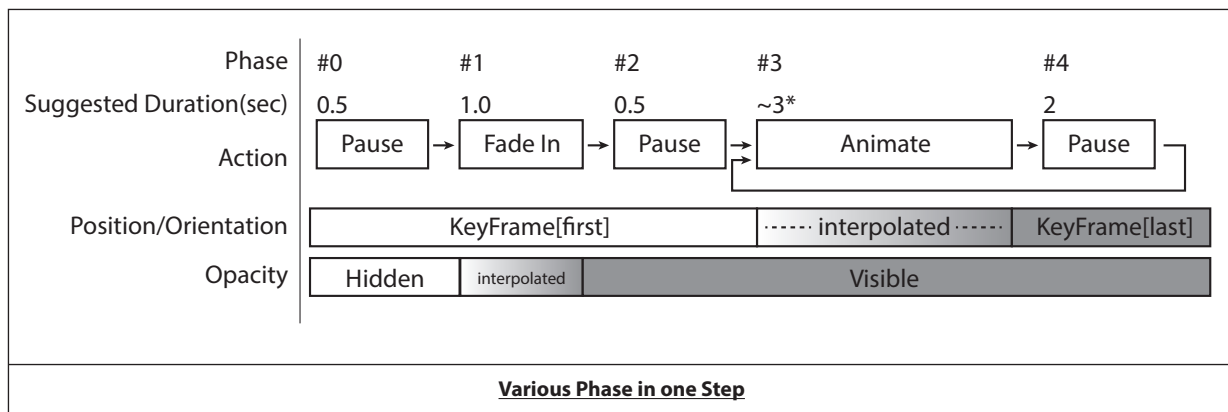 Phase #0 #1 #2 #3 #4
Suggested Duration(sec) 0.5 1.0 0.5 ~3* 2
Action Pause Fade In Pause Animate Pause
Position/Orientation KeyFrame[first] interpolated KeyFrame[last]
Opacity Hidden interpolated Visible
Various Phase in one Step